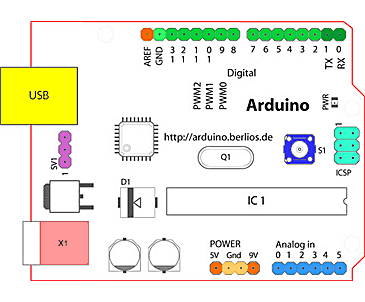 AREF
GND
13
12
11
10
9
8
7
6
5
4
3
2
1
0
TX
RX
Digital
PWM2
PWM1
PWM0
PWR
Arduino
USB
http://arduino.berlios.de
SV1
1
Q1
S1
1
ICSP
D1
IC 1
X1
POWER
5V Gnd 9V
Analog in
0 1 2 3 4 5